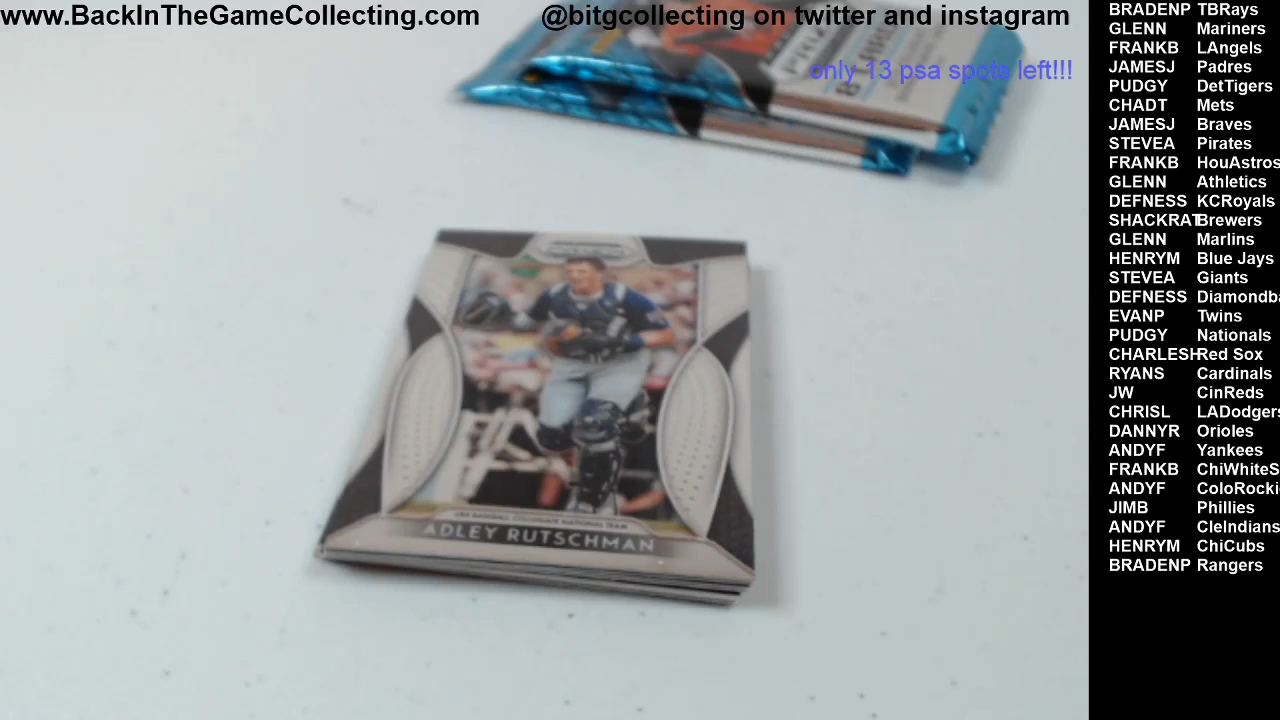 www.BackInTheGameCollecting.com
@bitgcollecting on twitter and instagram
only 13 psa spots left!!!
ADLEY RUTSCHMAN
BRADENP TBRays
GLENN Mariners
FRANKB LAngels
JAMESJ Padres
PUDGY DetTigers
CHADT Mets
JAMESJ Braves
STEVEA Pirates
FRANKB HouAstros
GLENN Athletics
DEFNESS KCRoyals
SHACKRAT Brewers
GLENN Marlins
HENRYM Blue Jays
STEVEA Giants
DEFNESS Diamondba
EVANP Twins
PUDGY Nationals
CHARLESH Red Sox
RYANS Cardinals
JW CinReds
CHRISL LADodgers
DANNYR Orioles
ANDYF Yankees
FRANKB ChiWhiteS
ANDYF ColoRocki
JIMB Phillies
ANDYF CleIndians
HENRYM ChiCubs
BRADENP Rangers